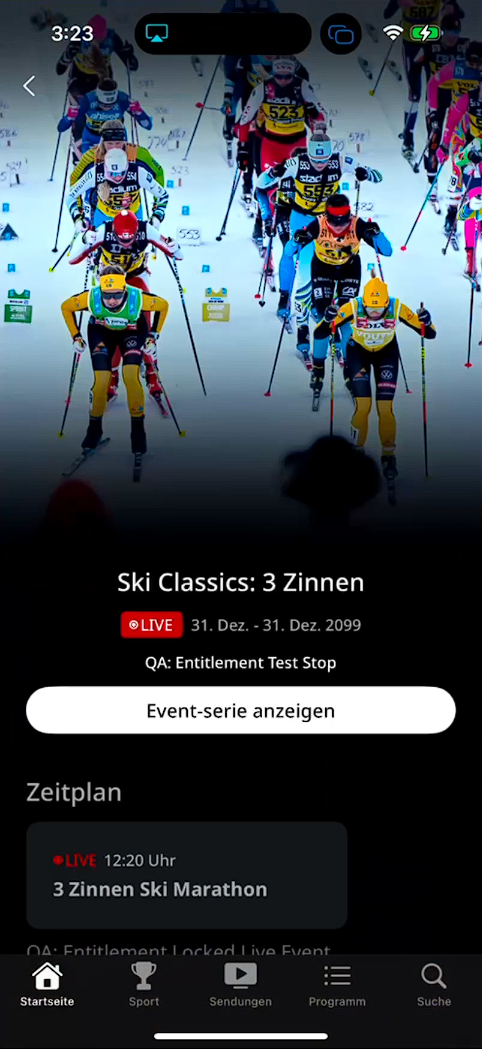 3:23
523
553
Ski Classics: 3 Zinnen
LIVE 31. Dez. - 31. Dez. 2099
QA: Entitlement Test Stop
Event-serie anzeigen
Zeitplan
LIVE 12:20 Uhr
3 Zinnen Ski Marathon
QA: Entitlement Locked Live Event
Startseite Sport Sendungen Programm Suche